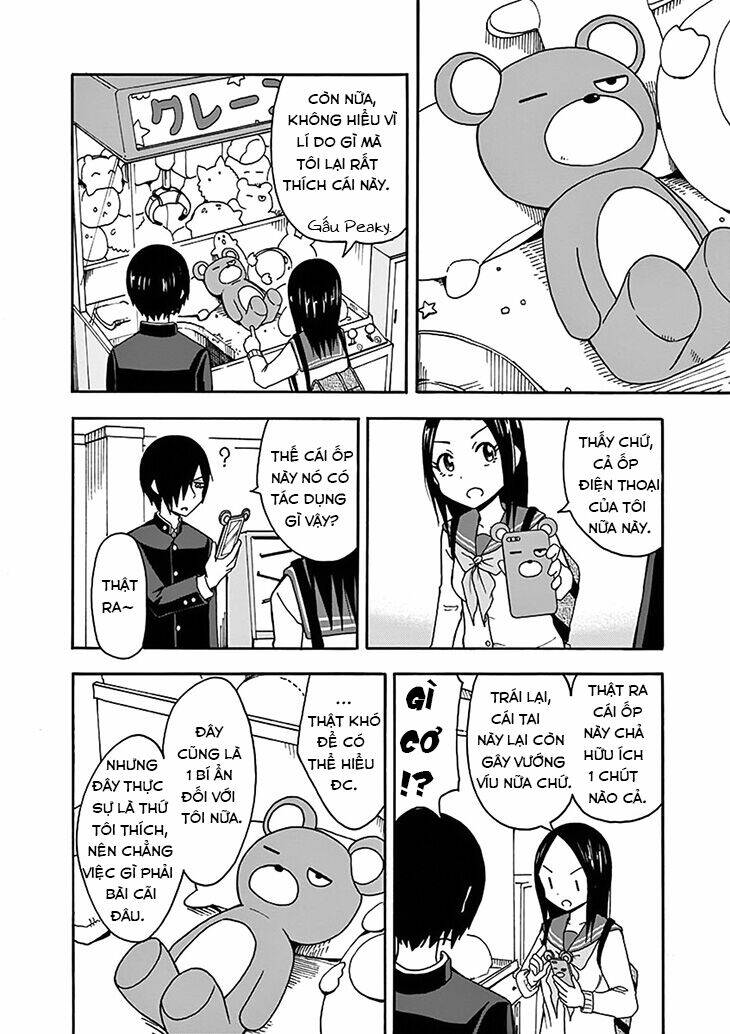 クレーン
CÒN NỮA,
KHÔNG HIỂU VÌ
LÍ DO GÌ MÀ
TÔI LẠI RẤT
THÍCH CÁI NÀY.
Gấu Peaky.
THẤY CHỨ,
CẢ ỐP
ĐIỆN THOẠI
CỦA TÔI
NỮA NÀY.
?
THẾ CÁI ỐP
NÀY NÓ CÓ
TÁC DỤNG
GÌ VẬY?
THẬT
RA~
THẬT RA
CÁI ỐP
NÀY CHẢ
HỮU ÍCH
1 CHÚT
NÀO CẢ.
TRÁI LẠI,
CÁI TAI
NÀY LẠI CÒN
GÂY VƯỚNG
VÍU NỮA CHỨ.
GÌ
CƠ
!?
...
THẬT KHÓ
ĐỂ CÓ
THỂ HIỂU
ĐC.
ĐÂY
CŨNG LÀ
1 BÍ ẨN
ĐỐI VỚI
TÔI NỮA.
NHƯNG
ĐÂY THỰC
SỰ LÀ THỨ
TÔI THÍCH,
NÊN CHẲNG
VIỆC GÌ PHẢI
BÀI CÃI
ĐÂU.